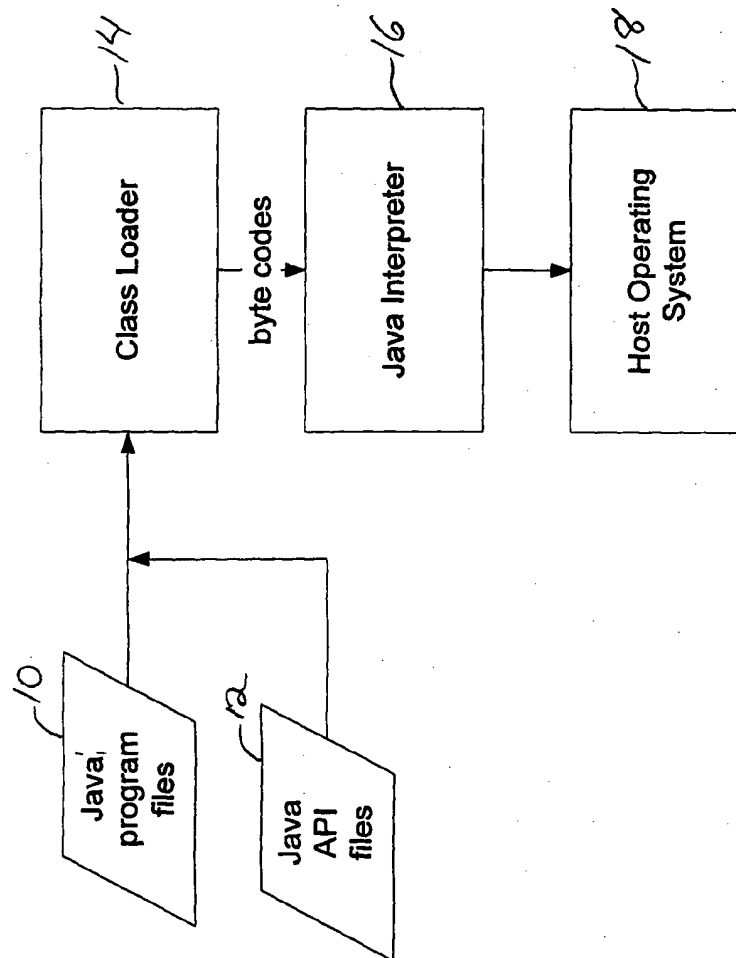 10
Java
program
files
12
Java
API
files
14
Class Loader
byte codes
16
Java Interpreter
18
Host Operating
System